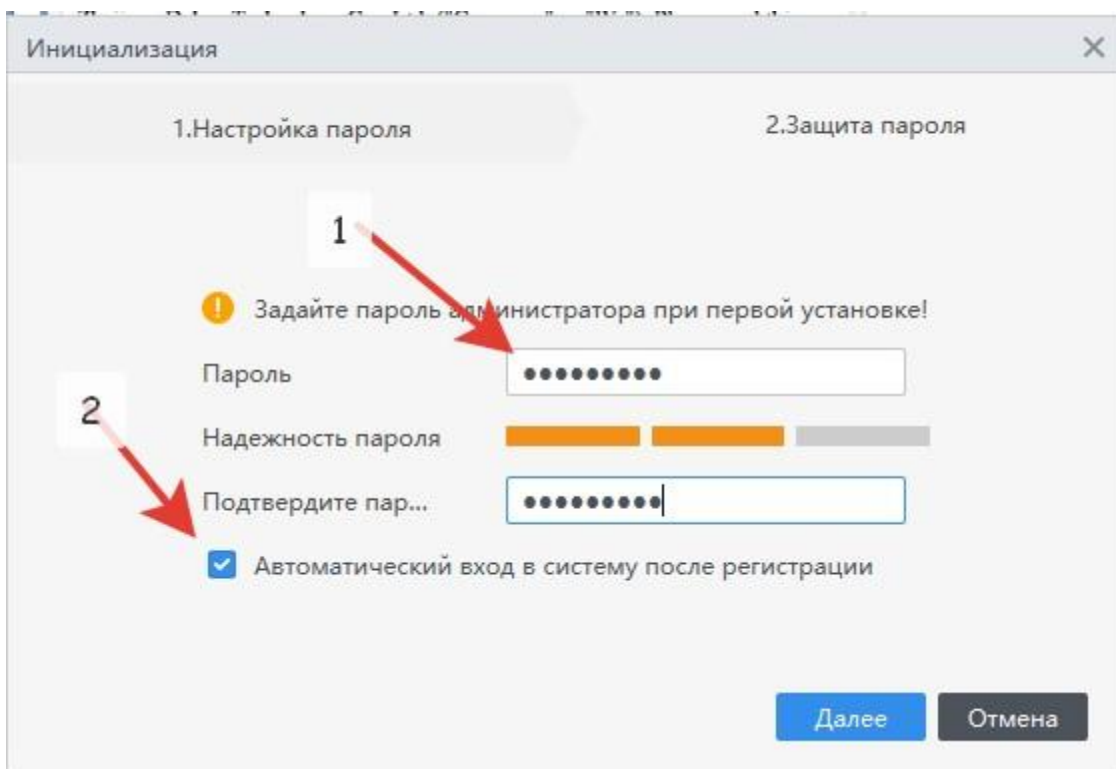 Инициализация
1.Настройка пароля
2.Защита пароля
1
Задайте пароль администратора при первой установке!
Пароль
2
Надежность пароля
Подтвердите пар...
Автоматический вход в систему после регистрации
Далее
Отмена